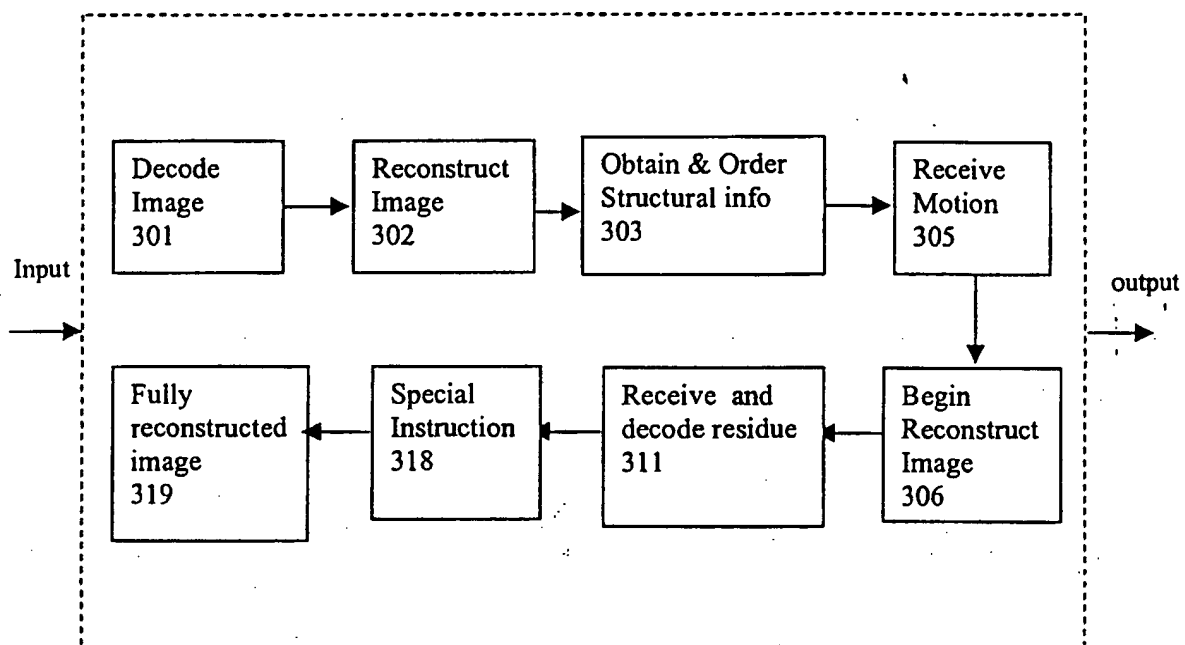 Decode
Image
301
Reconstruct
Image
302
Obtain & Order
Structural info
303
Receive
Motion
305
Input
output
Fully
reconstructed
image
319
Special
Instruction
318
Receive and
decode residue
311
Begin
Reconstruct
Image
306